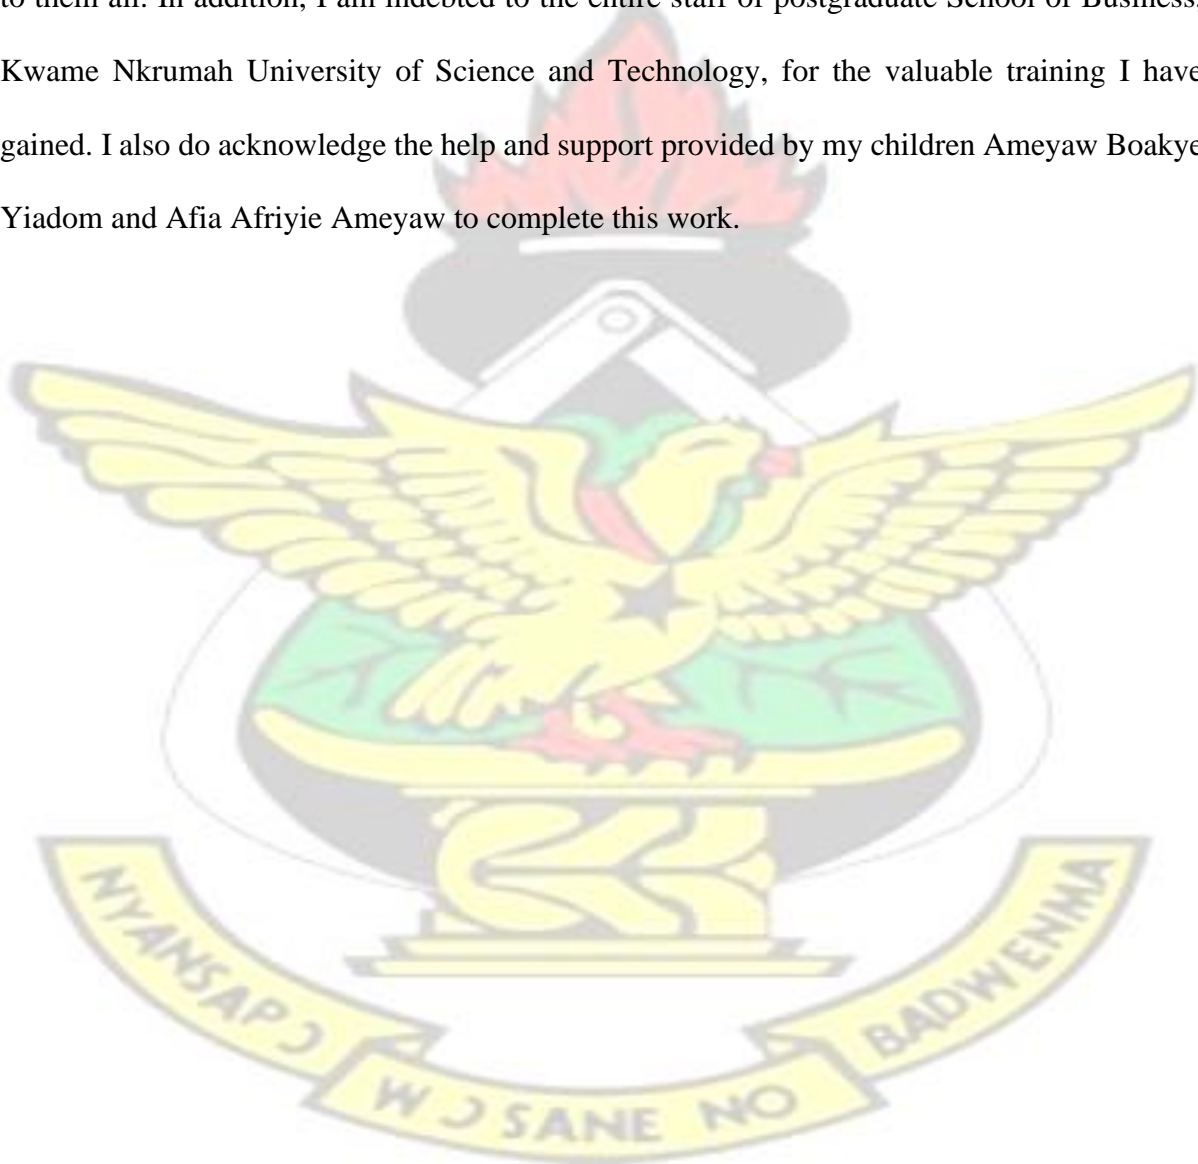 to them all. In addition, I am indebted to the entire staff of postgraduate School of Business,
Kwame Nkrumah University of Science and Technology, for the valuable training I have
gained. I also do acknowledge the help and support provided by my children Ameyaw Boakye
Yiadom and Afia Afriyie Ameyaw to complete this work.
NYANSAPƆ
WƆSANE NO
BADWENMA